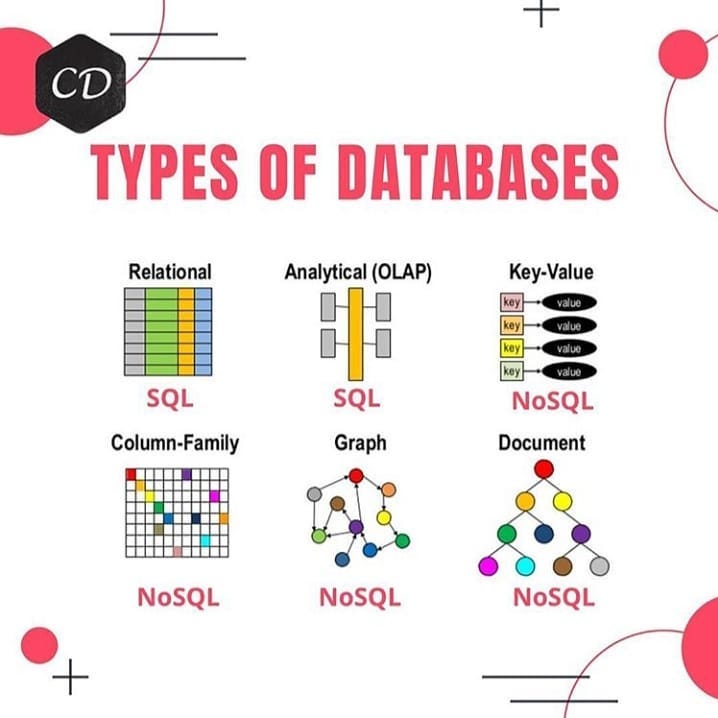 CD
TYPES OF DATABASES
Relational
Analytical (OLAP)
Key-Value
key value
key value
key value
key value
SQL
SQL
NoSQL
Column-Family
Graph
Document
NoSQL
NoSQL
NoSQL